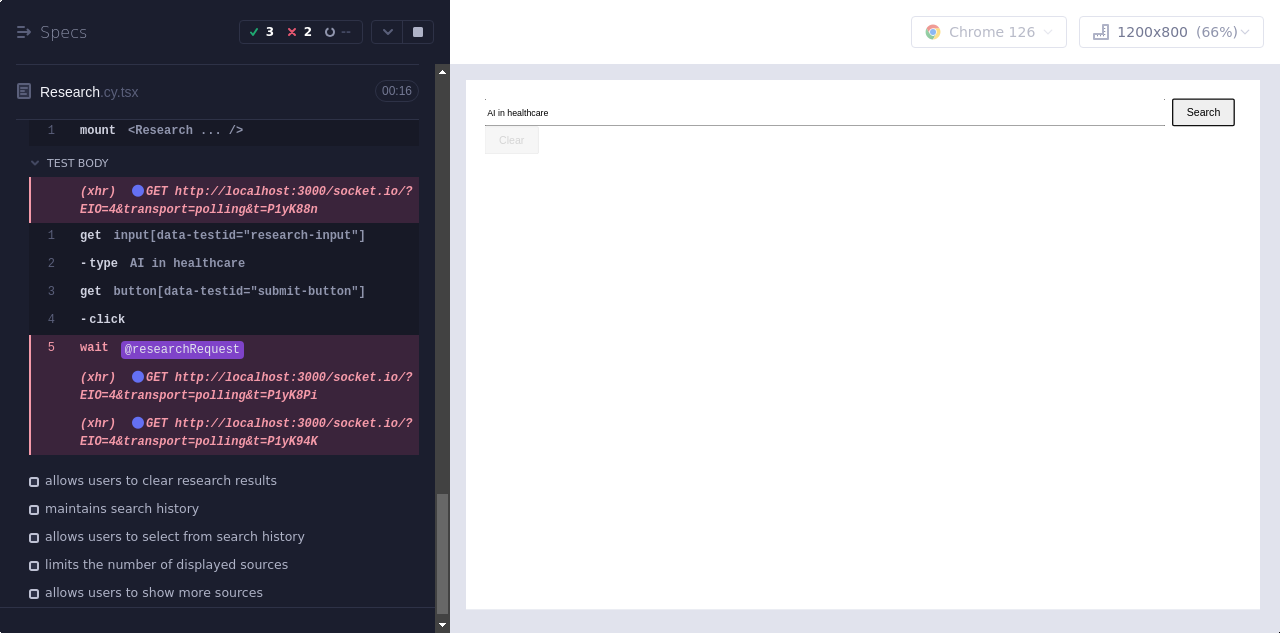 Specs
3
2
--
Research.cy.tsx
00:16
1 mount <Research ... />
TEST BODY
(xhr) GET http://localhost:3000/socket.io/?
EIO=4&transport=polling&t=P1yK88n
1 get input[data-testid="research-input"]
2 -type AI in healthcare
3 get button[data-testid="submit-button"]
4 -click
5 wait @researchRequest
(xhr) GET http://localhost:3000/socket.io/?
EIO=4&transport=polling&t=P1yK8Pi
(xhr) GET http://localhost:3000/socket.io/?
EIO=4&transport=polling&t=P1yK94K
allows users to clear research results
maintains search history
allows users to select from search history
limits the number of displayed sources
allows users to show more sources
Chrome 126
1200x800 (66%)
AI in healthcare
Search
Clear